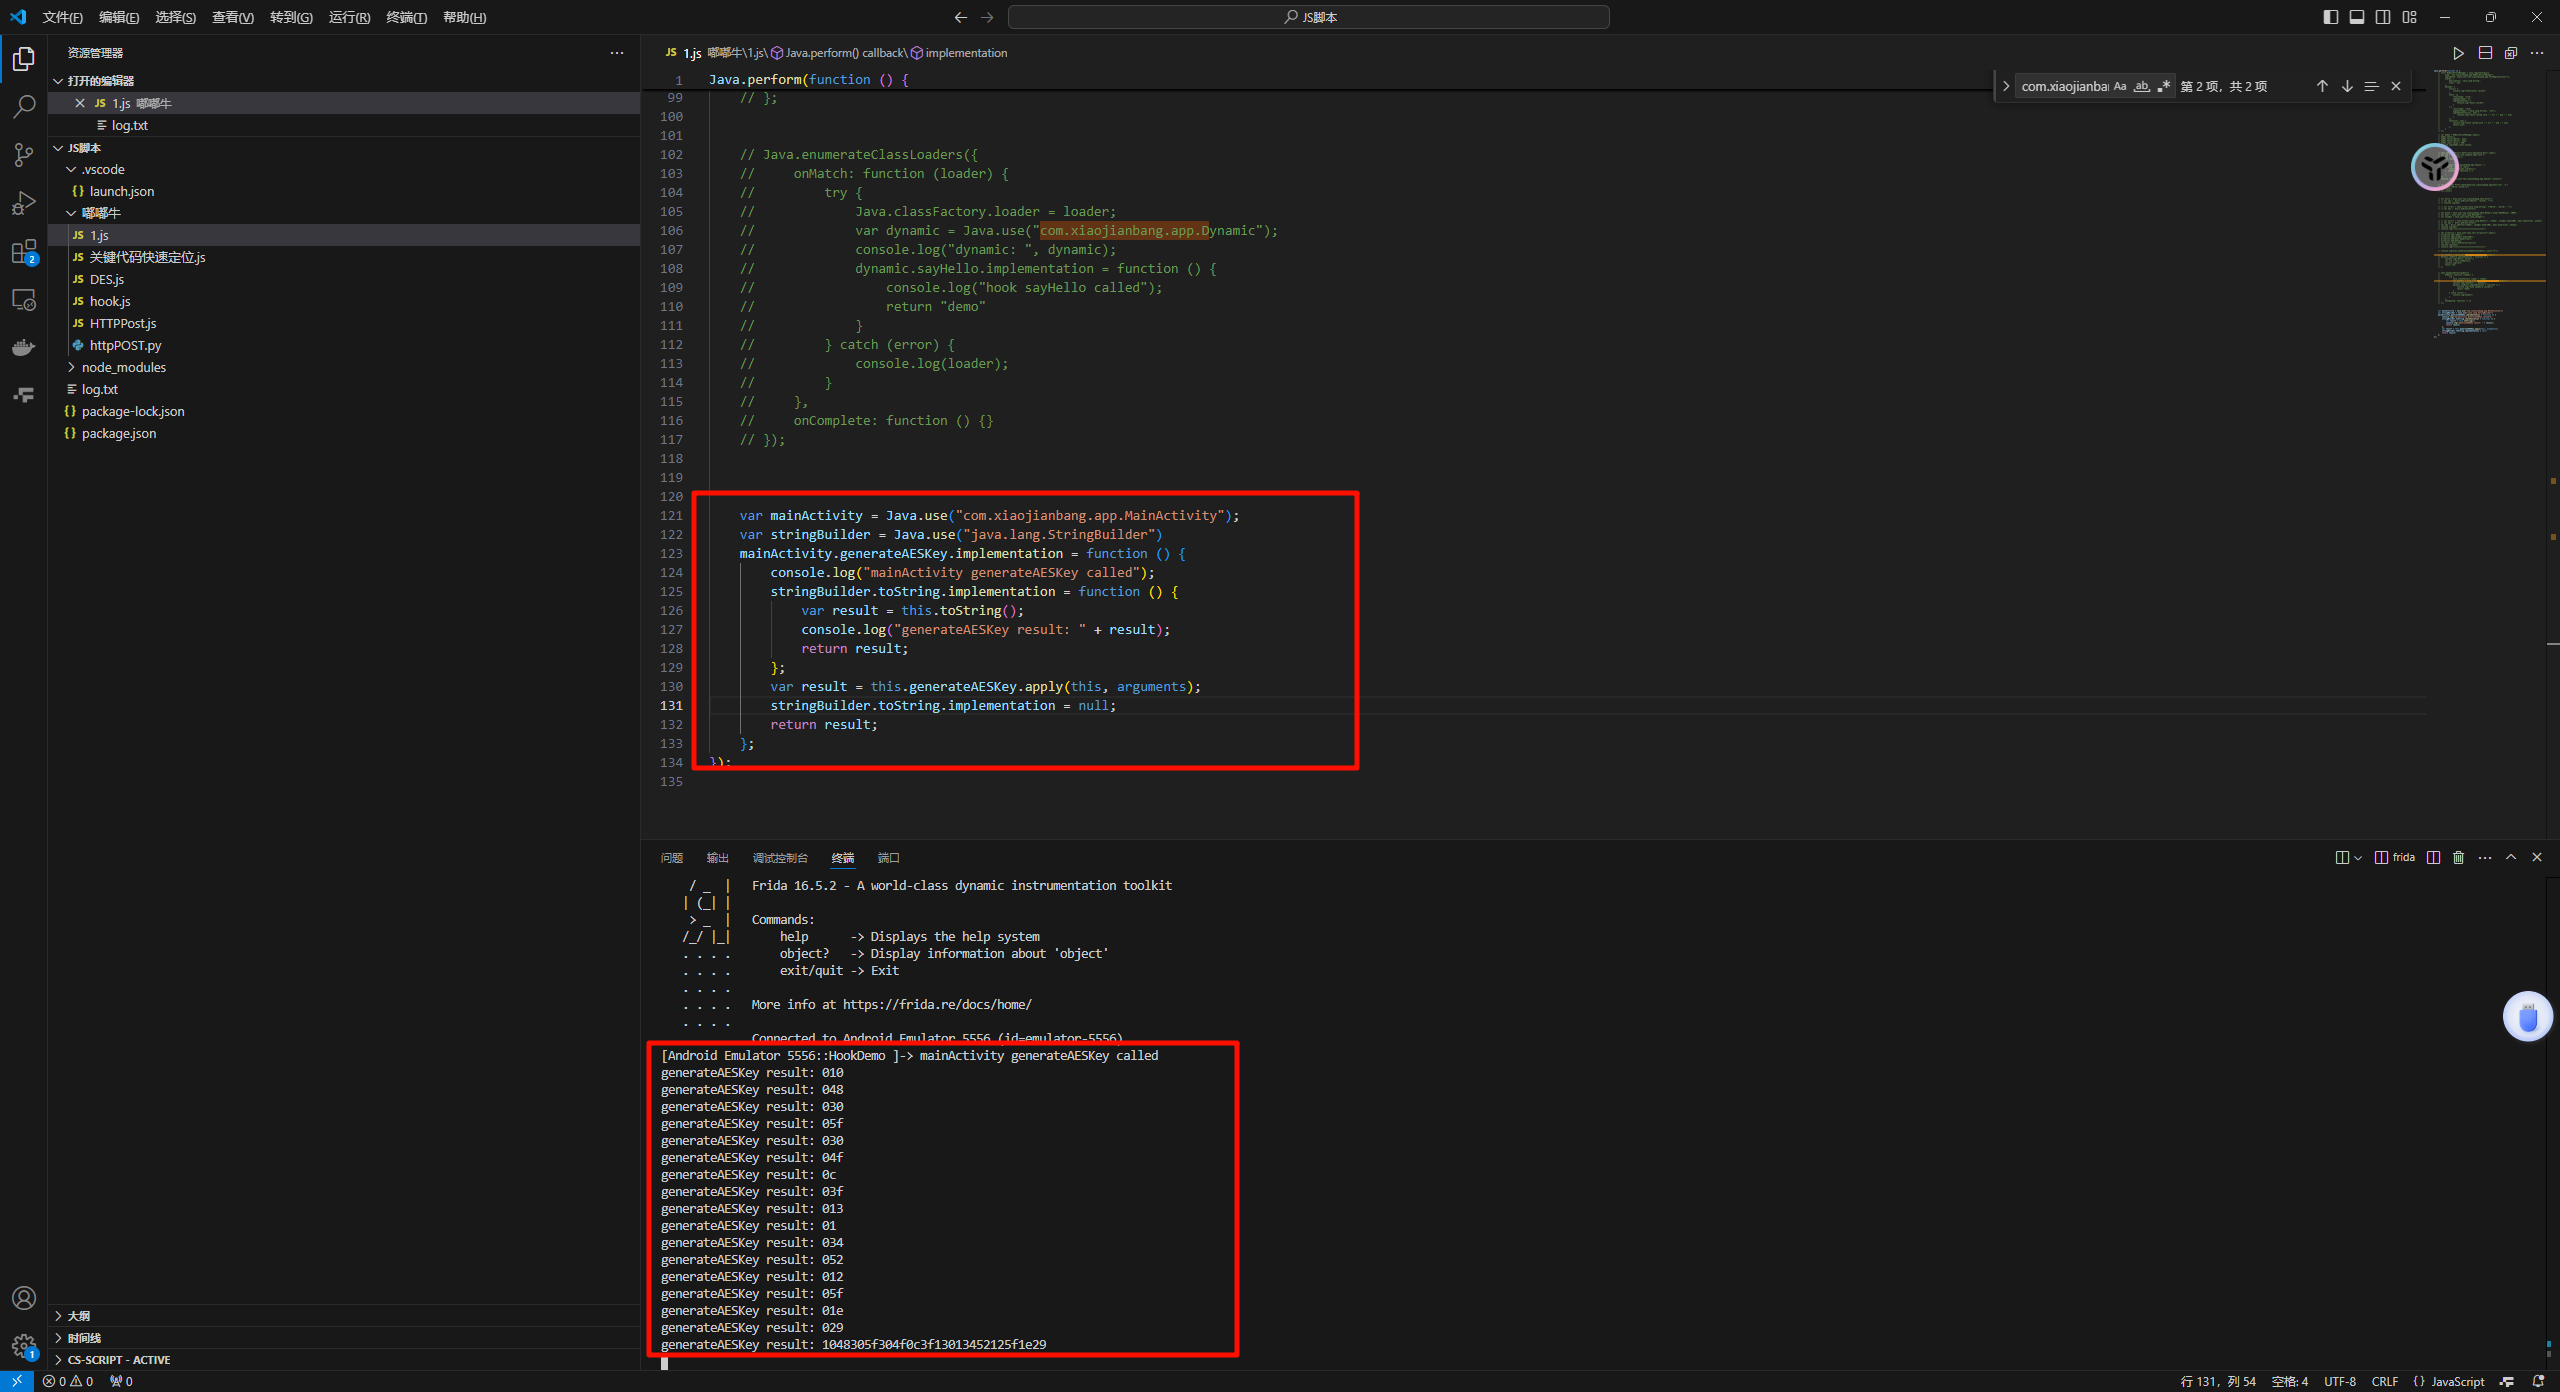 文件(F) 编辑(E) 选择(S) 查看(V) 转到(G) 运行(R) 终端(T) 帮助(H)
JS脚本
资源管理器
打开的编辑器
JS 1.js 嘟嘟牛
log.txt
JS脚本
.vscode
{} launch.json
嘟嘟牛
JS 1.js
JS 关键代码快速定位.js
JS DES.js
JS hook.js
JS HTTPPost.js
httpPOST.py
node_modules
log.txt
{} package-lock.json
{} package.json
2
1
大纲
时间线
CS-SCRIPT - ACTIVE
JS 1.js 嘟嘟牛\1.js\ Java.perform() callback\ implementation
com.xiaojianba Aa ab .* 第 2 项，共 2 项
1 Java.perform(function () {
99 // };
100
101
102 // Java.enumerateClassLoaders({
103 // onMatch: function (loader) {
104 // try {
105 // Java.classFactory.loader = loader;
106 // var dynamic = Java.use("com.xiaojianbang.app.Dynamic");
107 // console.log("dynamic: ", dynamic);
108 // dynamic.sayHello.implementation = function () {
109 // console.log("hook sayHello called");
110 // return "demo"
111 // }
112 // } catch (error) {
113 // console.log(loader);
114 // }
115 // },
116 // onComplete: function () {}
117 // });
118
119
120
121 var mainActivity = Java.use("com.xiaojianbang.app.MainActivity");
122 var stringBuilder = Java.use("java.lang.StringBuilder")
123 mainActivity.generateAESKey.implementation = function () {
124 console.log("mainActivity generateAESKey called");
125 stringBuilder.toString.implementation = function () {
126 var result = this.toString();
127 console.log("generateAESKey result: " + result);
128 return result;
129 };
130 var result = this.generateAESKey.apply(this, arguments);
131 stringBuilder.toString.implementation = null;
132 return result;
133 };
134 });
135
问题 输出 调试控制台 终端 端口
frida
/ _  | Frida 16.5.2 - A world-class dynamic instrumentation toolkit
| (_| |
> _  | Commands:
/_/ |_| help -> Displays the help system
. . . . object? -> Display information about 'object'
. . . . exit/quit -> Exit
. . . .
. . . . More info at https://frida.re/docs/home/
. . . .
Connected to Android Emulator 5556 (id=emulator-5556)
[Android Emulator 5556::HookDemo ]-> mainActivity generateAESKey called
generateAESKey result: 010
generateAESKey result: 048
generateAESKey result: 030
generateAESKey result: 05f
generateAESKey result: 030
generateAESKey result: 04f
generateAESKey result: 0c
generateAESKey result: 03f
generateAESKey result: 013
generateAESKey result: 01
generateAESKey result: 034
generateAESKey result: 052
generateAESKey result: 012
generateAESKey result: 05f
generateAESKey result: 01e
generateAESKey result: 029
generateAESKey result: 1048305f304f0c3f13013452125f1e29
0 0 0 行 131，列 54 空格: 4 UTF-8 CRLF {} JavaScript